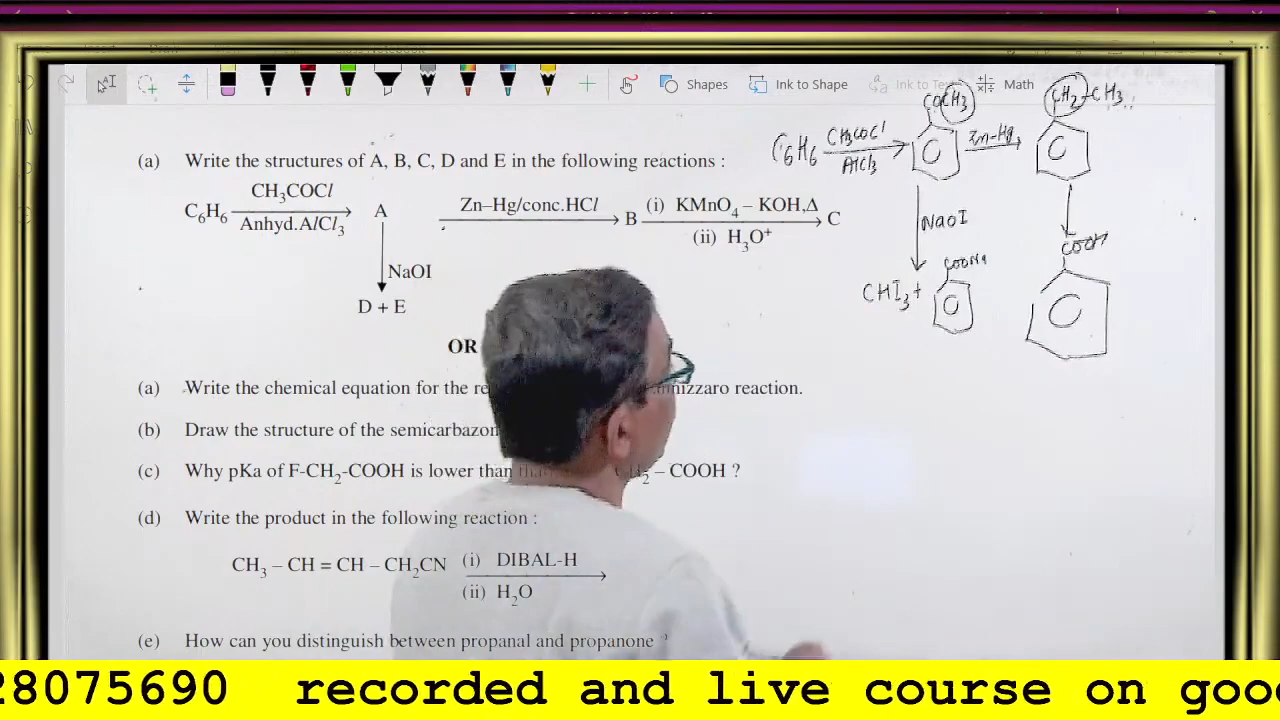 Shapes Ink to Shape Ink to Math
(a) Write the structures of A, B, C, D and E in the following reactions :
C₆H₆ CH₃COCl Anhyd.AlCl₃ A Zn–Hg/conc.HCl B (i) KMnO₄ – KOH,Δ (ii) H₃O⁺ C
NaOI
D + E
OR
(a) Write the chemical equation for the nnizzaro reaction.
(b) Draw the structure of the semicarbazon
(c) Why pKa of F-CH₂-COOH is lower than CH₂ – COOH ?
(d) Write the product in the following reaction :
CH₃ – CH = CH – CH₂CN (i) DIBAL-H
(ii) H₂O
(e) How can you distinguish between propanal and propanone ?
COCH₃ CH₂-CH₃
C₆H₆ CH₃COCl AlCl₃ Zn-Hg
NaoI
COONa COOH
CHI₃ +
28075690 recorded and live course on goo